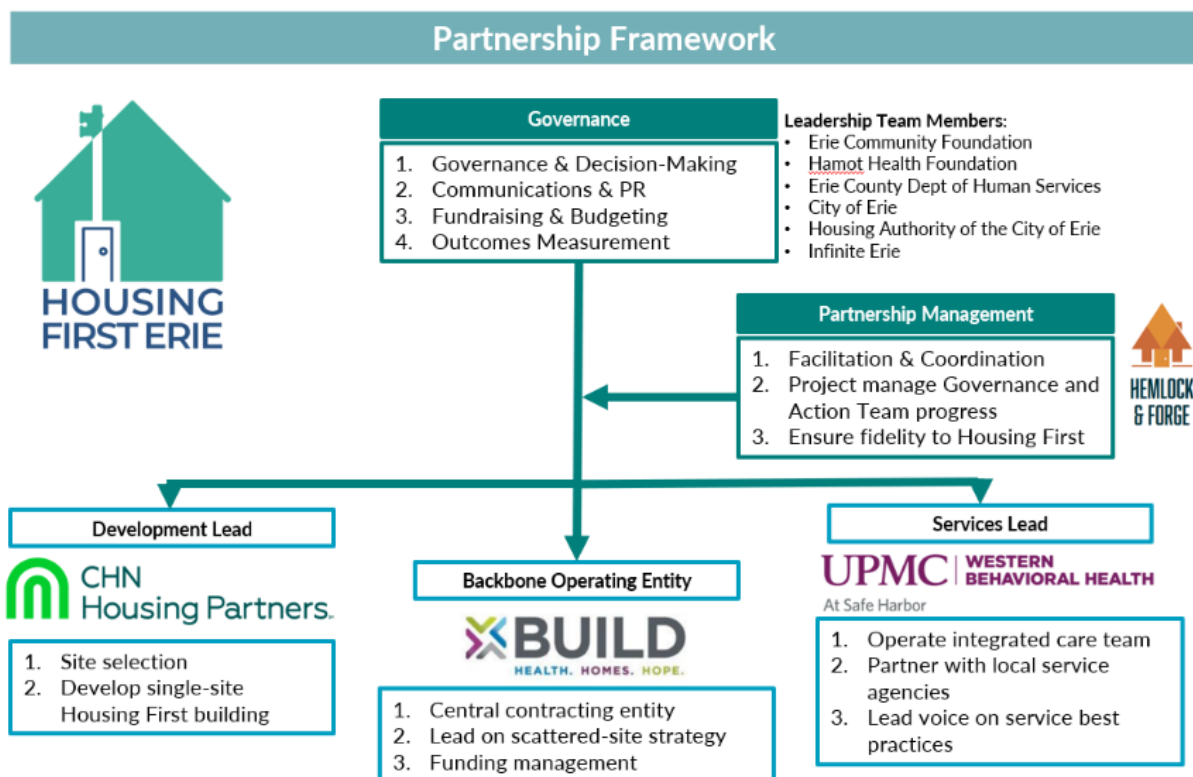 Partnership Framework
HOUSING
FIRST ERIE
Governance
1. Governance & Decision-Making
2. Communications & PR
3. Fundraising & Budgeting
4. Outcomes Measurement
Leadership Team Members:
• Erie Community Foundation
• Hamot Health Foundation
• Erie County Dept of Human Services
• City of Erie
• Housing Authority of the City of Erie
• Infinite Erie
Partnership Management
1. Facilitation & Coordination
2. Project manage Governance and
Action Team progress
3. Ensure fidelity to Housing First
HEMLOCK
& FORGE
Development Lead
CHN
Housing Partners
1. Site selection
2. Develop single-site
Housing First building
Backbone Operating Entity
BUILD
HEALTH. HOMES. HOPE.
1. Central contracting entity
2. Lead on scattered-site strategy
3. Funding management
Services Lead
UPMC | WESTERN
BEHAVIORAL HEALTH
At Safe Harbor
1. Operate integrated care team
2. Partner with local service
agencies
3. Lead voice on service best
practices